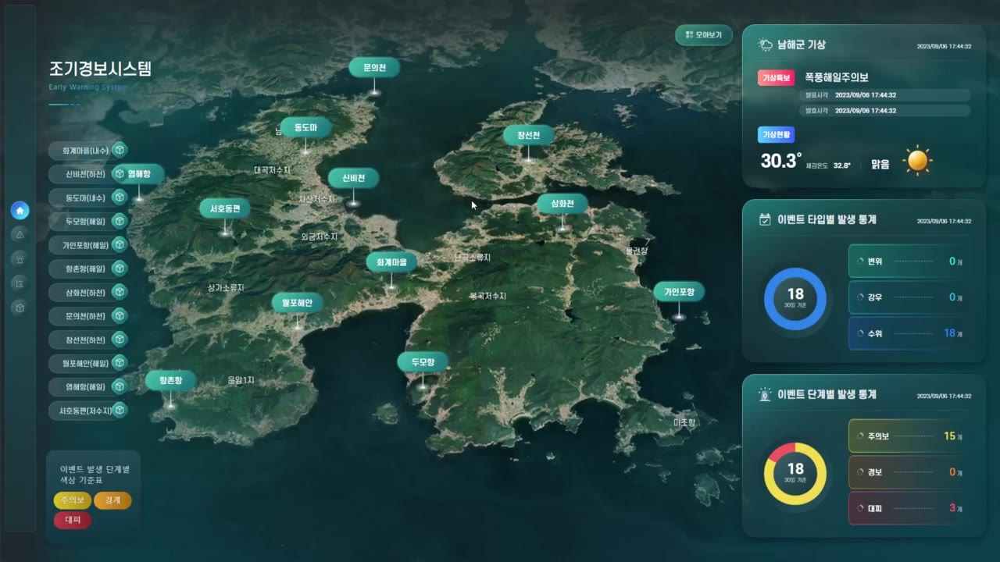 조기경보시스템
Early Warning System
화계마을(내수)
신비천(하천)
동도마(내수)
두모항(해일)
가인포항(해일)
항촌항(해일)
삼화천(하천)
문의천(하천)
창선천(하천)
월포해안(해일)
염해항(해일)
서호동편(저수지)
이벤트 발생 단계별
색상 기준표
주의보
경계
대피
모아보기
문의천
동도마
남
창선천
대곡저수지
염해항
신비천
서호동편
삼화천
외금저수지
화계마을
물건항
상가소류지
월포해안
복곡저수지
가인포항
두모항
항촌항
문암1지
미조항
남해군 기상
2023/09/06 17:44:32
기상특보
폭풍해일주의보
발표시각 2023/09/06 17:44:32
발효시각 2023/09/06 17:44:32
기상현황
30.3°
체감온도 32.8°
맑음
이벤트 타입별 발생 통계
2023/09/06 17:44:32
18
30일 기준
변위 0개
강우 0개
수위 18개
이벤트 단계별 발생 통계
2023/09/06 17:44:32
18
30일 기준
주의보 15개
경보 0개
대피 3개